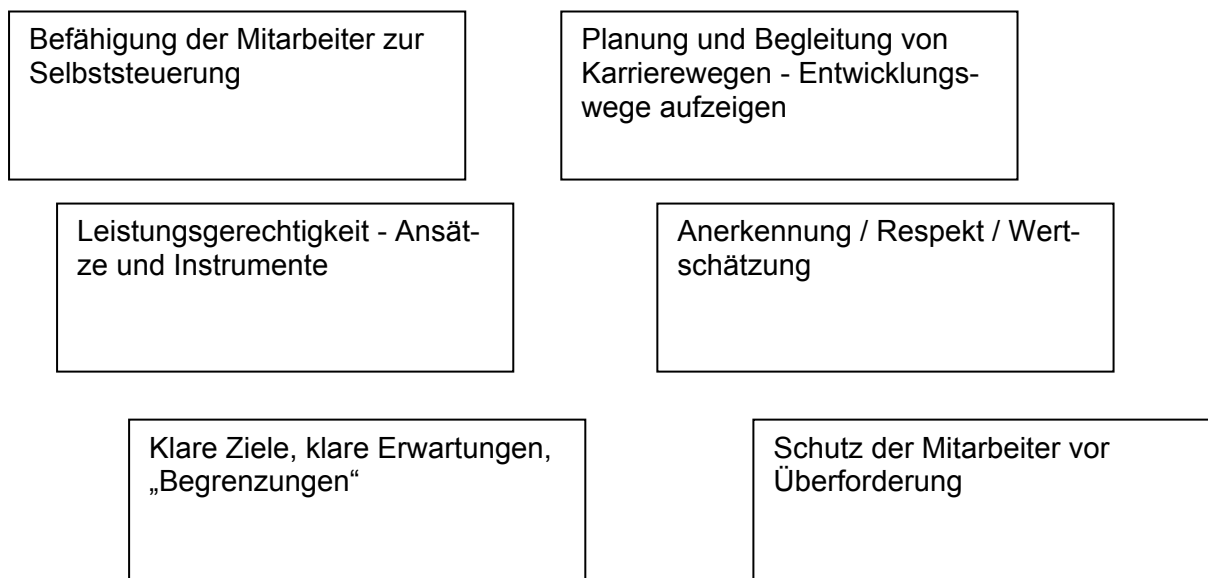 Befähigung der Mitarbeiter zur
Selbststeuerung
Planung und Begleitung von
Karrierewegen - Entwicklungs-
wege aufzeigen
Leistungsgerechtigkeit - Ansät-
ze und Instrumente
Anerkennung / Respekt / Wert-
schätzung
Klare Ziele, klare Erwartungen,
„Begrenzungen“
Schutz der Mitarbeiter vor
Überforderung